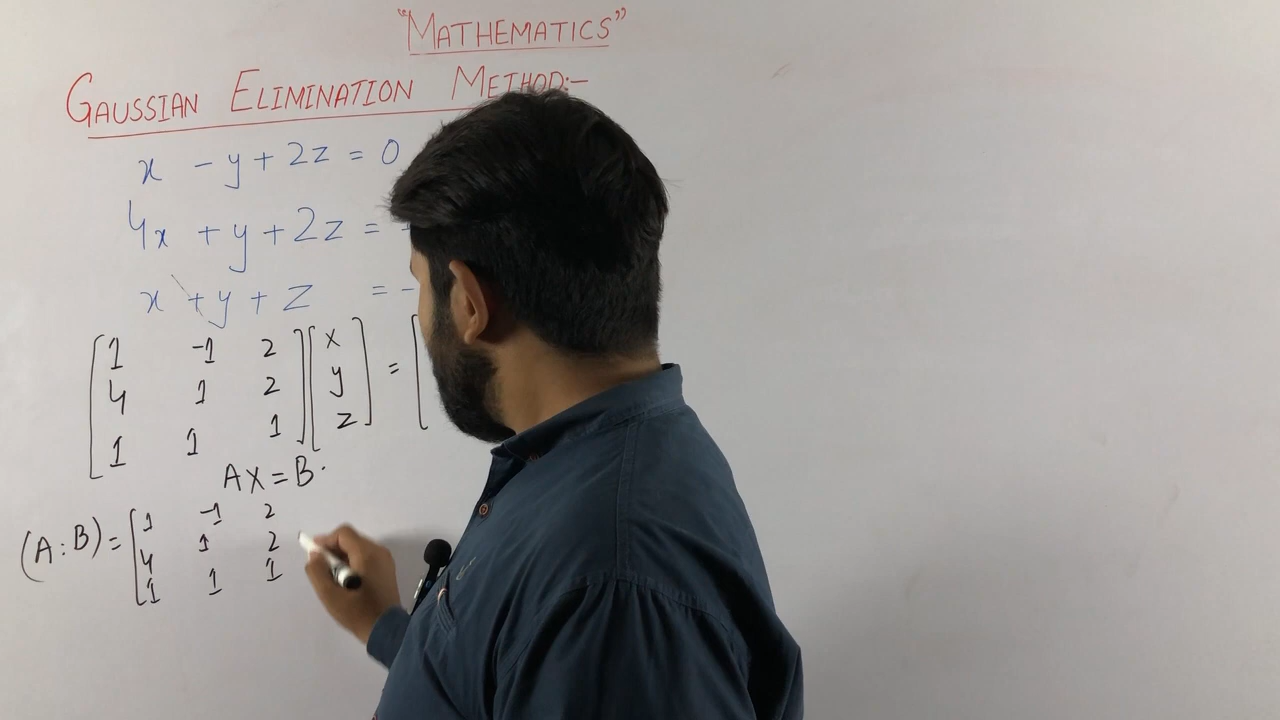 "MATHEMATICS"
GAUSSIAN ELIMINATION METHOD:-
x - y + 2z = 0
4x + y + 2z =
x + y + z = -
[1 -1 2] [x] = [
[4 1 2] [y]
[1 1 1] [z]
AX = B.
(A:B) = [1 -1 2
4 1 2
1 1 1